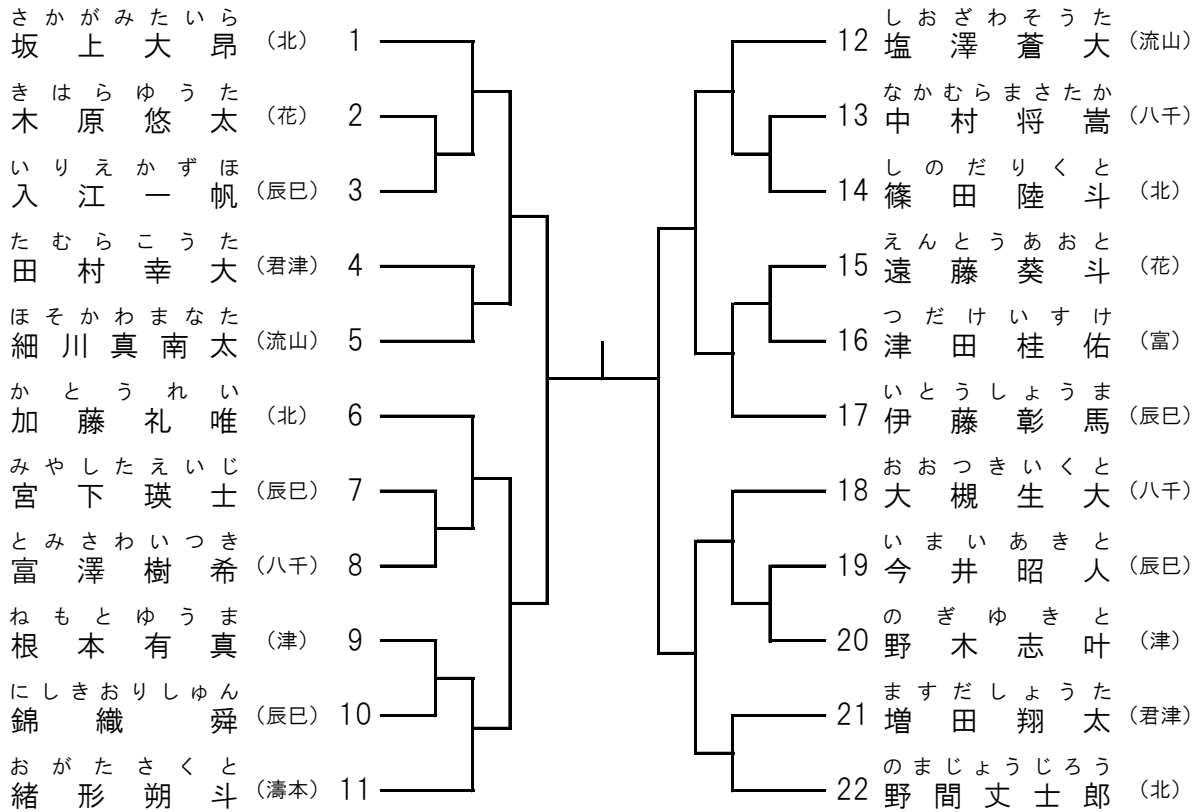 さかがみたいら
坂上大昂 (北) 1
きはらゆうた
木原悠太 (花) 2
いりえかずほ
入江一帆 (辰巳) 3
たむらこうた
田村幸大 (君津) 4
ほそかわまなた
細川真南太 (流山) 5
かとうれい
加藤礼唯 (北) 6
みやしたえいじ
宮下瑛士 (辰巳) 7
とみさわいつき
富澤樹希 (八千) 8
ねもとゆうま
根本有真 (津) 9
にしきおりしゅん
錦織舜 (辰巳) 10
おがたさくと
緒形朔斗 (濤本) 11
しおざわそうた
12 塩澤蒼大 (流山)
なかむらまさたか
13 中村将嵩 (八千)
しのだりくと
14 篠田陸斗 (北)
えんとうあおと
15 遠藤葵斗 (花)
つだけいすけ
16 津田桂佑 (富)
いとうしょうま
17 伊藤彰馬 (辰巳)
おおつきいくと
18 大槻生大 (八千)
いまいあきと
19 今井昭人 (辰巳)
のぎゆきと
20 野木志叶 (津)
ますだしょうた
21 増田翔太 (君津)
のまじょうじろう
22 野間丈士郎 (北)